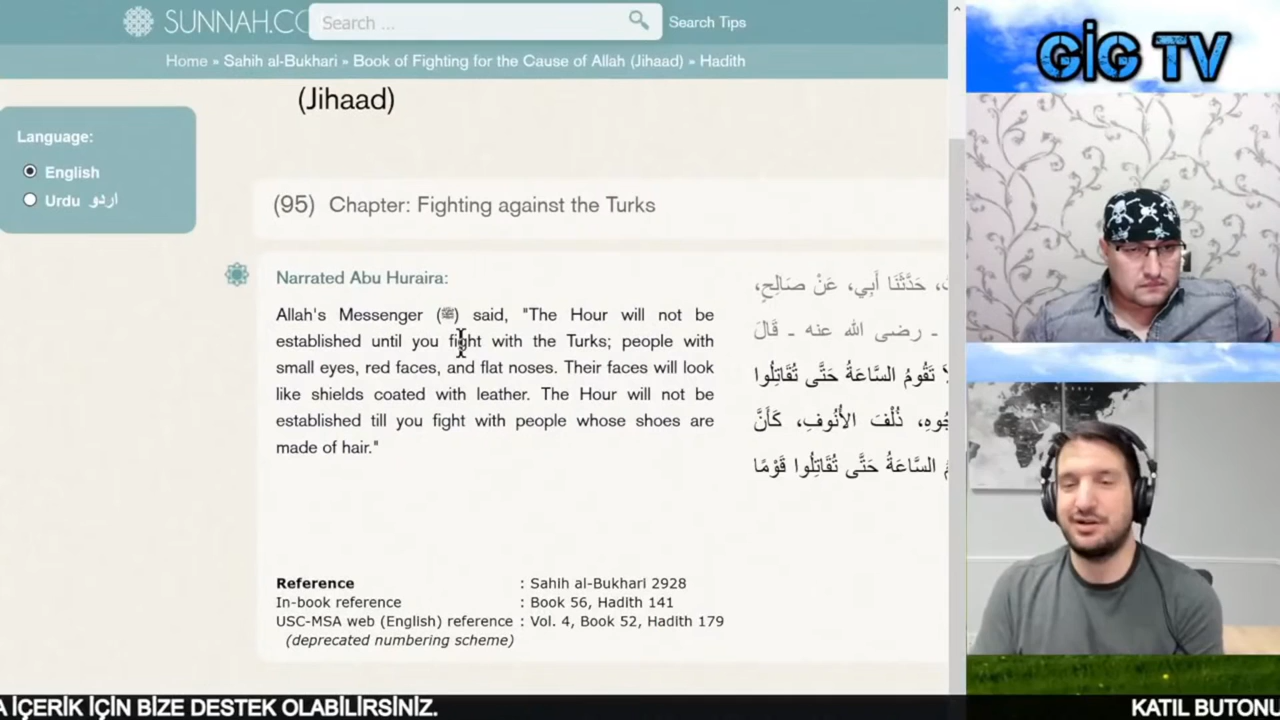 SUNNAH.CO
Search ...
Search Tips
Home » Sahih al-Bukhari » Book of Fighting for the Cause of Allah (Jihaad) » Hadith
(Jihaad)
Language:
English
Urdu اردو
(95) Chapter: Fighting against the Turks
Narrated Abu Huraira:
Allah's Messenger (ﷺ) said, "The Hour will not be
established until you fight with the Turks; people with
small eyes, red faces, and flat noses. Their faces will look
like shields coated with leather. The Hour will not be
established till you fight with people whose shoes are
made of hair."
، حَدَّثَنَا أَبِي، عَنْ صَالِحٍ،
ـ رضى الله عنه ـ قَالَ
تَقُومُ السَّاعَةُ حَتَّى تُقَاتِلُوا
ذُلْفَ الأُنُوفِ، كَأَنَّ
السَّاعَةُ حَتَّى تُقَاتِلُوا قَوْمًا
Reference : Sahih al-Bukhari 2928
In-book reference : Book 56, Hadith 141
USC-MSA web (English) reference : Vol. 4, Book 52, Hadith 179
(deprecated numbering scheme)
GİG TV
A İÇERİK İÇİN BİZE DESTEK OLABİLİRSİNİZ.
KATIL BUTONU